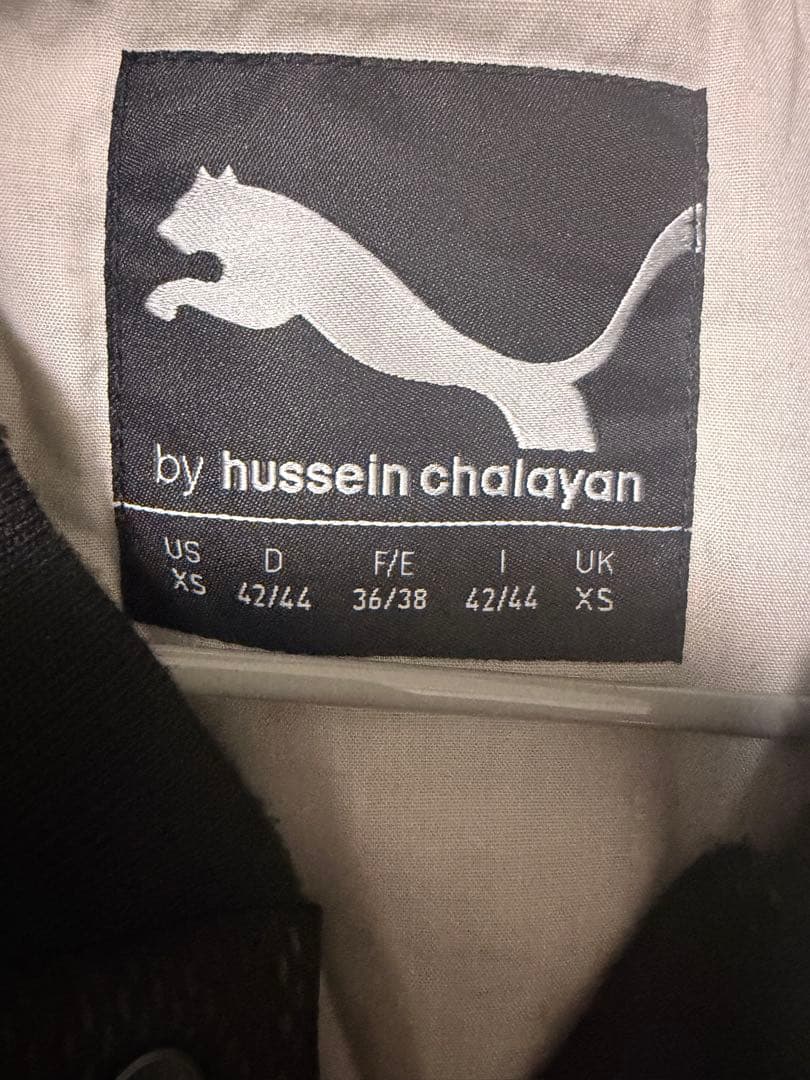 by hussein chalayan
US D F/E I UK
XS 42/44 36/38 42/44 XS